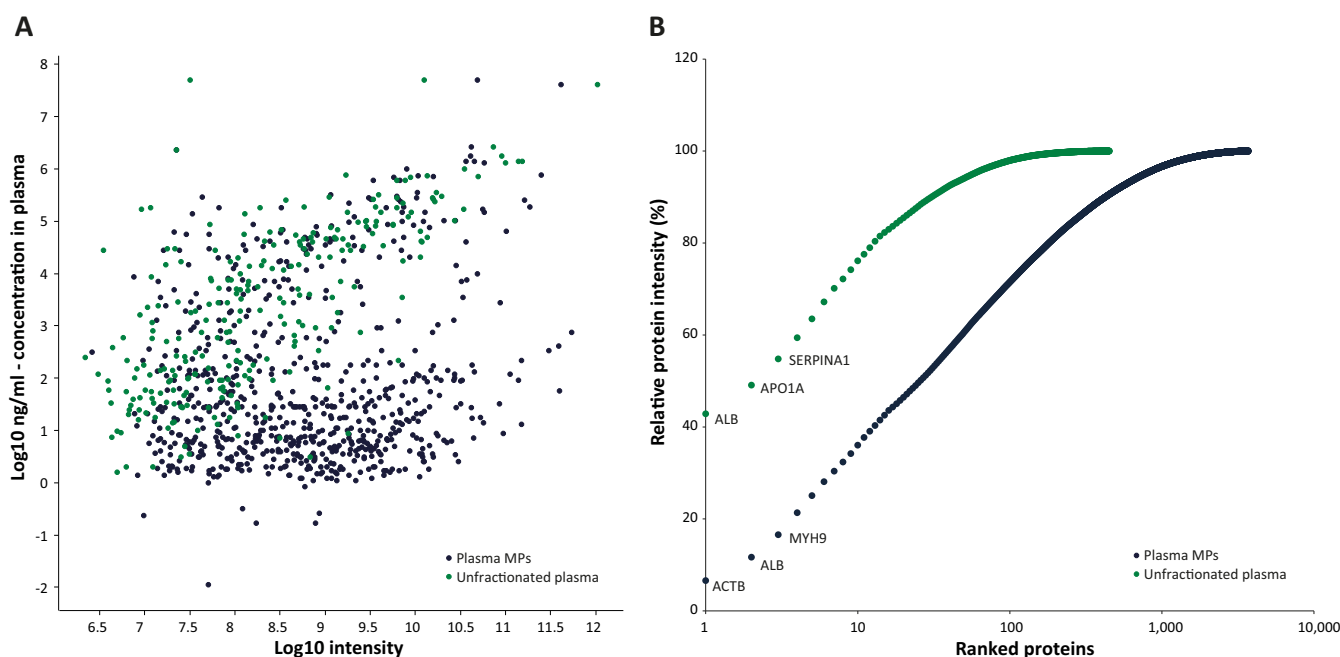 A
8
7
6
5
4
3
2
1
0
-1
-2
Log10 ng/ml - concentration in plasma
6.5 7 7.5 8 8.5 9 9.5 10 10.5 11 11.5 12
Log10 intensity
Plasma MPs
Unfractionated plasma
B
120
100
80
60
40
20
0
Relative protein intensity (%)
SERPINA1
APO1A
ALB
MYH9
ALB
ACTB
Plasma MPs
Unfractionated plasma
1 10 100 1,000 10,000
Ranked proteins